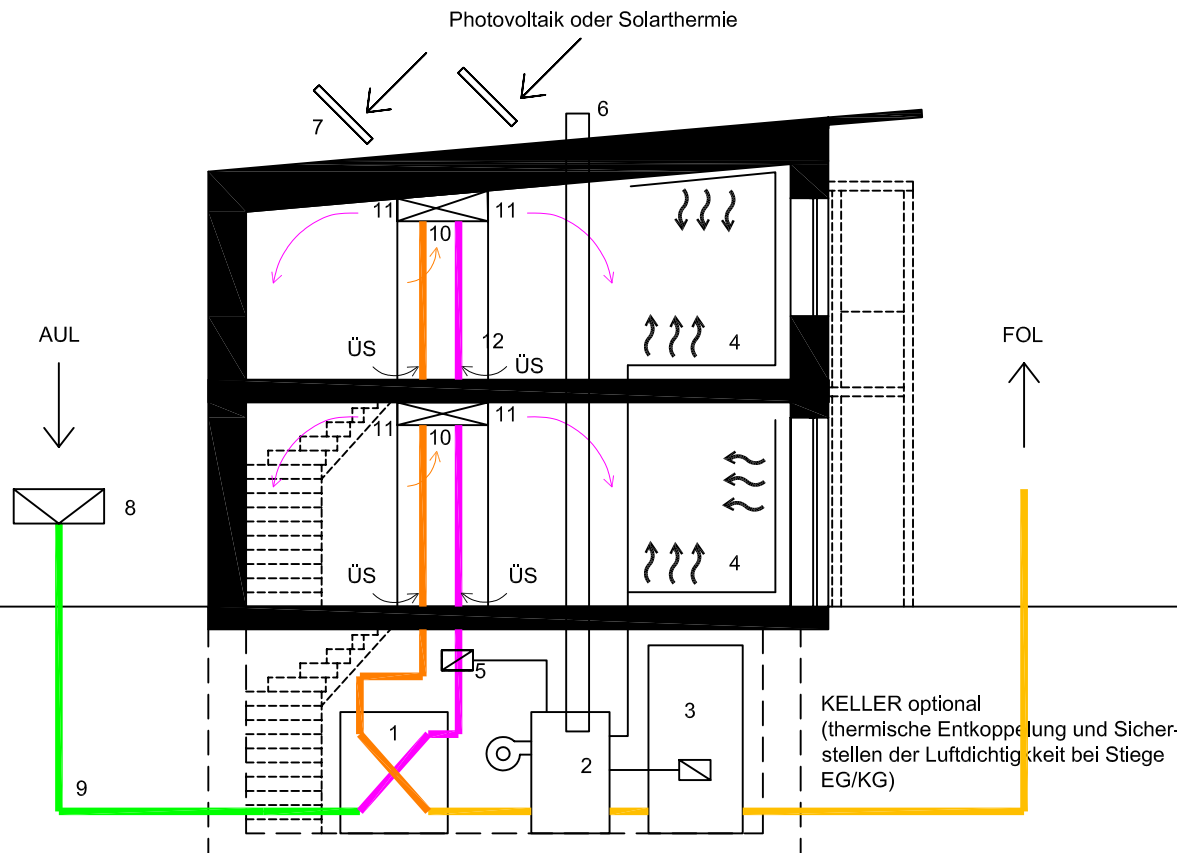 Photovoltaik oder Solarthermie
6
7
11
11
10
AUL
FOL
12
4
ÜS
ÜS
11
11
10
8
4
ÜS
ÜS
5
KELLER optional
3
(thermische Entkoppelung und Sicher-
1
stellen der Luftdichtigkkeit bei Stiege
2
EG/KG)
9